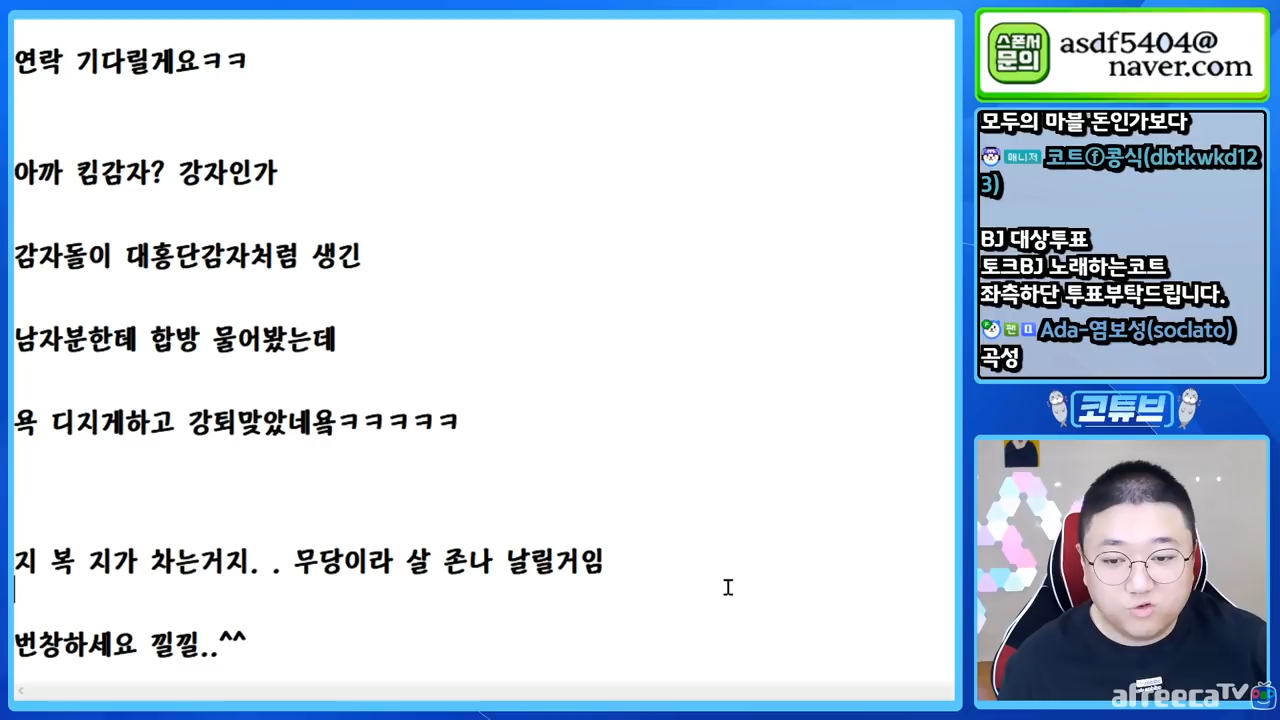 연락 기다릴게요ㅋㅋ
아까 킴감자? 강자인가
감자돌이 대홍단감자처럼 생긴
남자분한테 합방 물어봤는데
욕 디지게하고 강퇴맞았네욬ㅋㅋㅋㅋㅋ
지 복 지가 차는거지. . 무당이라 살 존나 날릴거임
번창하세요 낄낄..^^
스폰서
문의
asdf5404@
naver.com
모두의 마블 돈인가보다
매니저 코트ⓕ콩식(dbtkwkd12
3)
BJ 대상투표
토크BJ 노래하는코트
좌측하단 투표부탁드립니다.
팬 Ada-염보성(soclato)
곡성
코튜브
afreecaTV